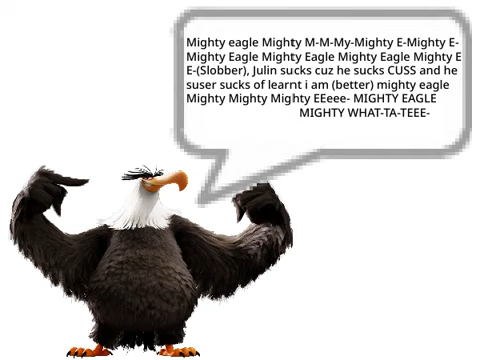 Mighty eagle Mighty M-M-My-Mighty E-Mighty E-
Mighty Eagle Mighty Eagle Mighty Eagle Mighty E
E-(Slobber), Julin sucks cuz he sucks CUSS and he
suser sucks of learnt i am (better) mighty eagle
Mighty Mighty Mighty EEeee- MIGHTY EAGLE
MIGHTY WHAT-TA-TEEE-